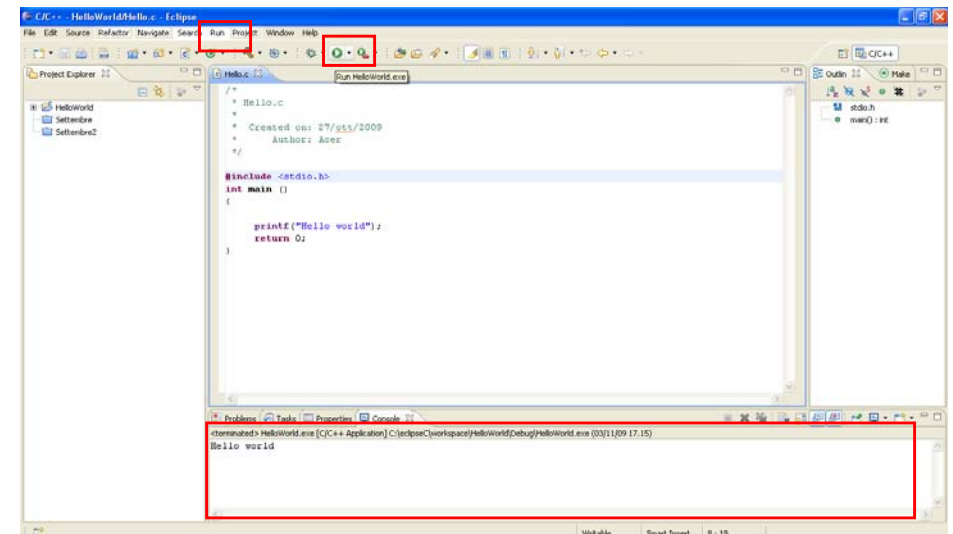 C/C++ - HelloWorld/Hello.c - Eclipse
File Edit Source Refactor Navigate Search Run Project Window Help
C/C++
Project Explorer
HelloWorld
Settembre
Settembre2
Hello.c
Run HelloWorld.exe
/*
* Hello.c
*
* Created on: 27/ott/2009
* Author: Acer
*/
#include <stdio.h>
int main ()
{
printf("Hello world");
return 0;
}
Outlin Make
stdio.h
main() : int
Problems Tasks Properties Console
<terminated> HelloWorld.exe [C/C++ Application] C:\eclipseC\workspace\HelloWorld\Debug\HelloWorld.exe (03/11/09 17.15)
Hello world
Writable Smart Insert 8 : 19